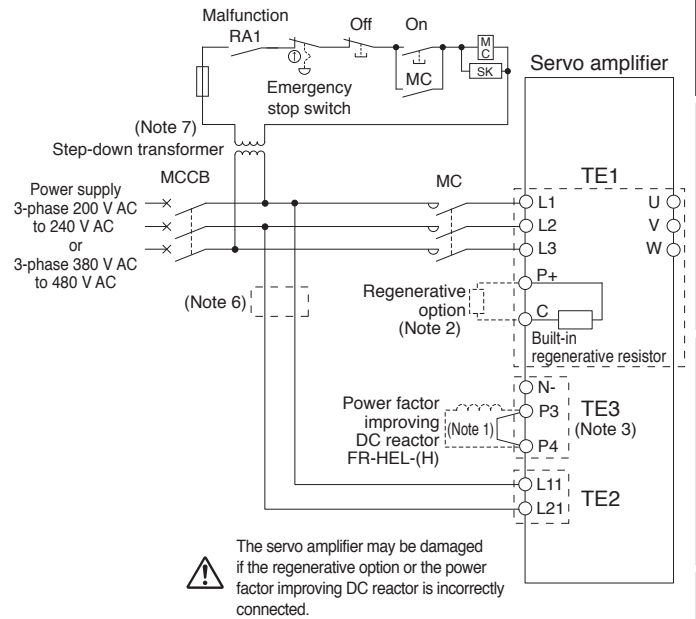 Malfunction
RA1
Off
On
MC
SK
MC
Emergency
stop switch
Servo amplifier
(Note 7)
Step-down transformer
MCCB
MC
TE1
Power supply
3-phase 200 V AC
to 240 V AC
or
3-phase 380 V AC
to 480 V AC
L1
L2
L3
U
V
W
P+
C
Built-in
regenerative resistor
(Note 6)
Regenerative
option
(Note 2)
Power factor
improving
DC reactor
FR-HEL-(H)
(Note 1)
N-
P3
P4
TE3
(Note 3)
L11
L21
TE2
The servo amplifier may be damaged
if the regenerative option or the power
factor improving DC reactor is incorrectly
connected.